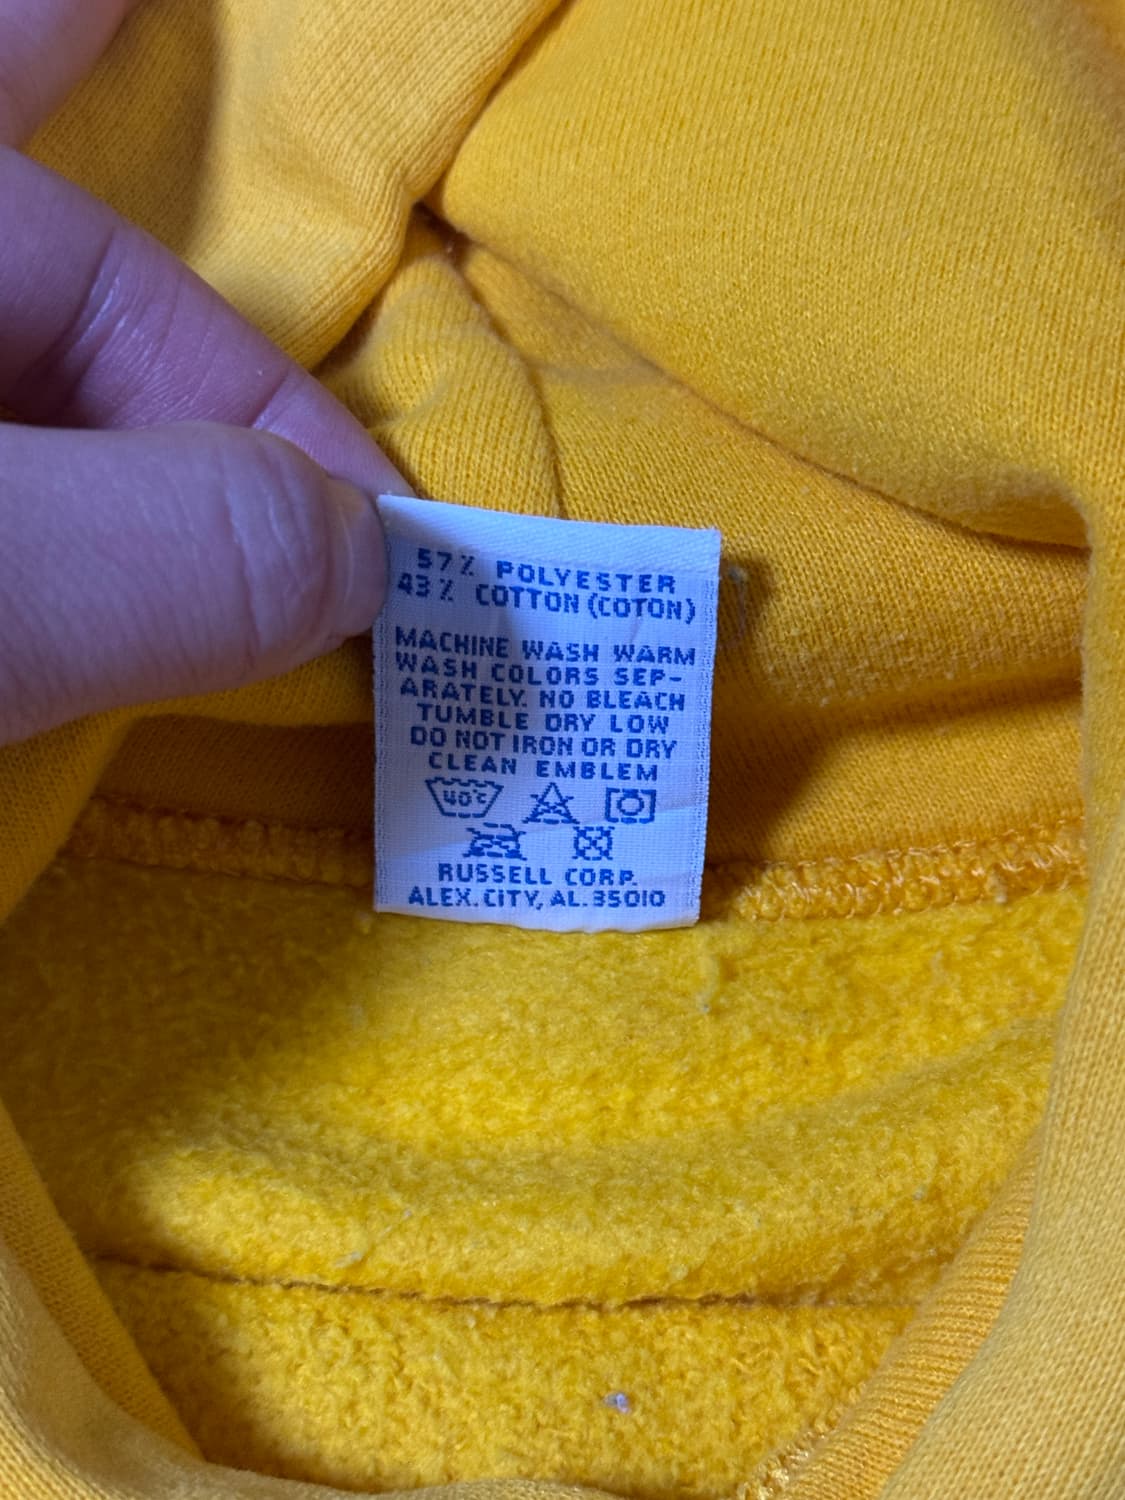 57% POLYESTER
43% COTTON (COTON)
MACHINE WASH WARM
WASH COLORS SEP-
ARATELY. NO BLEACH
TUMBLE DRY LOW
DO NOT IRON OR DRY
CLEAN EMBLEM
40°C
RUSSELL CORP.
ALEX. CITY, AL. 35010